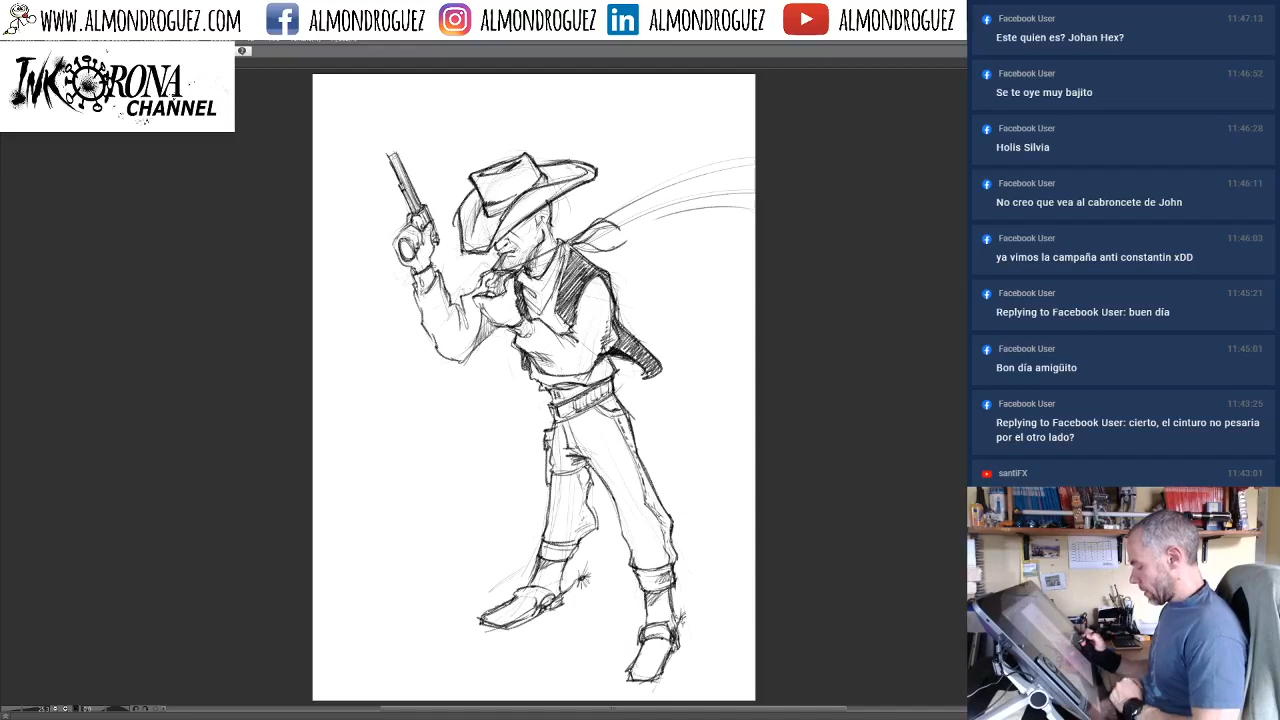 WWW.ALMONDROGUEZ.COM
ALMONDROGUEZ
ALMONDROGUEZ
ALMONDROGUEZ
ALMONDROGUEZ
INKORONA
CHANNEL
Facebook User 11:47:13
Este quien es? Johan Hex?
Facebook User 11:46:52
Se te oye muy bajito
Facebook User 11:46:28
Holis Silvia
Facebook User 11:46:11
No creo que vea al cabroncete de John
Facebook User 11:46:03
ya vimos la campaña anti constantin xDD
Facebook User 11:45:21
Replying to Facebook User: buen día
Facebook User 11:45:01
Bon día amigüito
Facebook User 11:43:25
Replying to Facebook User: cierto, el cinturo no pesaria
por el otro lado?
santiFX 11:43:01